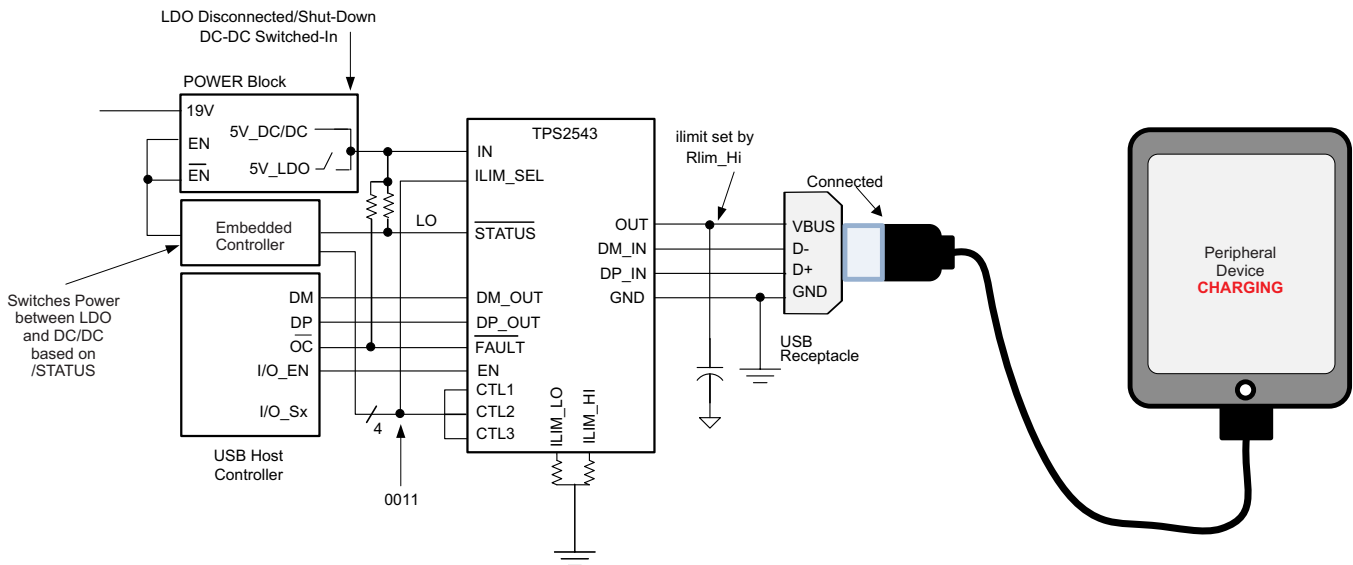 LDO Disconnected/Shut-Down
DC-DC Switched-In
POWER Block
19V
EN
EN
5V_DC/DC
5V_LDO
Embedded
Controller
LO
Switches Power
between LDO
and DC/DC
based on
/STATUS
DM
DP
OC
I/O_EN
I/O_Sx
USB Host
Controller
4
0011
TPS2543
IN
ILIM_SEL
STATUS
DM_OUT
DP_OUT
FAULT
EN
CTL1
CTL2
CTL3
ILIM_LO
ILIM_HI
OUT
DM_IN
DP_IN
GND
ilimit set by
Rlim_Hi
Connected
VBUS
D-
D+
GND
USB
Receptacle
Peripheral
Device
CHARGING